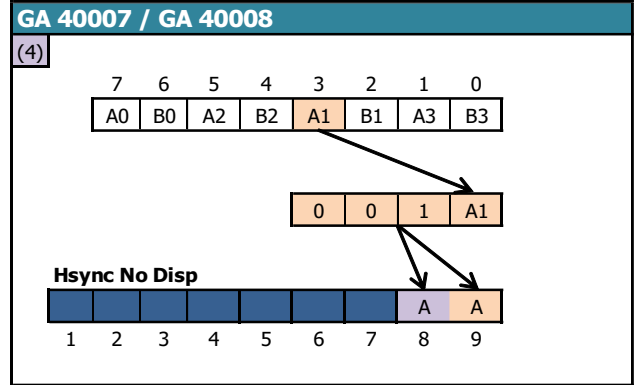 GA 40007 / GA 40008
(4)
7 6 5 4 3 2 1 0
A0 B0 A2 B2 A1 B1 A3 B3
0 0 1 A1
Hsync No Disp
A A
1 2 3 4 5 6 7 8 9